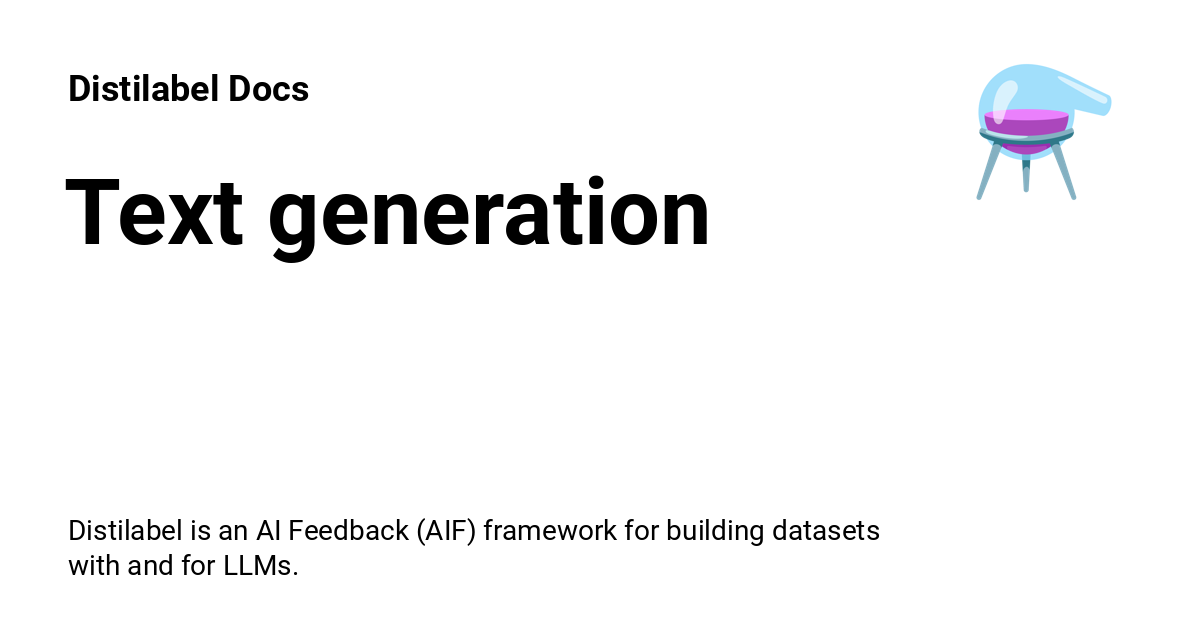 Distilabel Docs
Text generation
Distilabel is an AI Feedback (AIF) framework for building datasets
with and for LLMs.